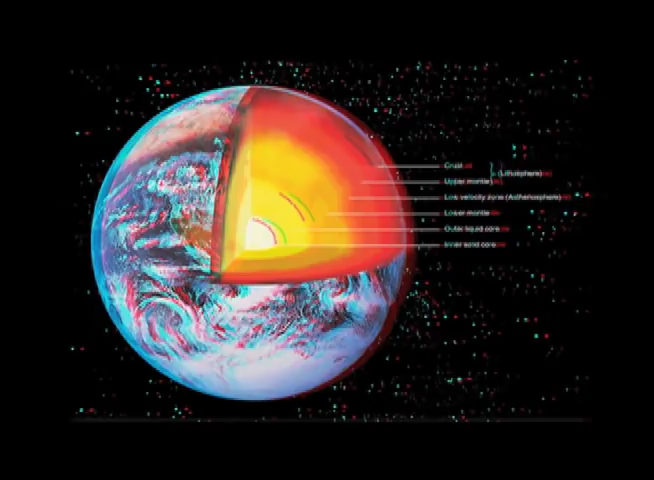 Crust
(Lithosphere)
Upper mantle
Low velocity zone (Asthenosphere)
Lower mantle
Outer liquid core
Inner solid core